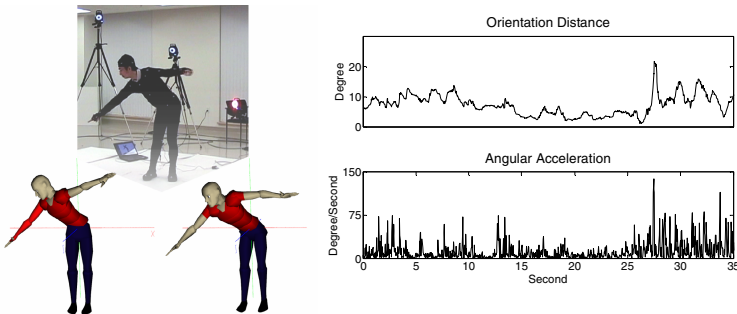 Orientation Distance
20
10
0
Degree
Angular Acceleration
150
75
0
Degree/Second
0 5 10 15 20 25 30 35
Second